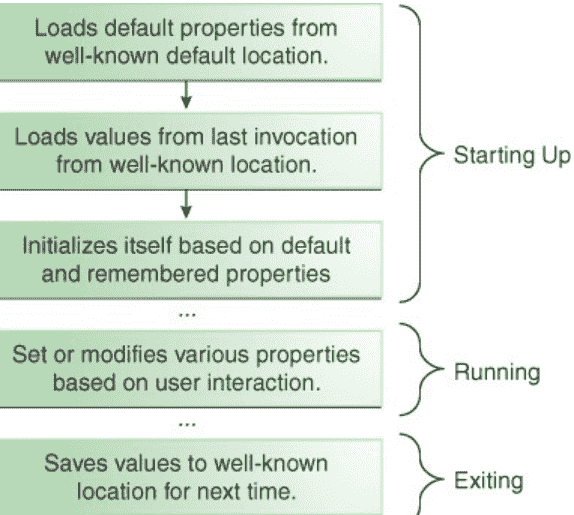 Loads default properties from
well-known default location.
Loads values from last invocation
from well-known location.
Starting Up
Initializes itself based on default
and remembered properties
...
Set or modifies various properties
based on user interaction.
Running
...
Saves values to well-known
location for next time.
Exiting